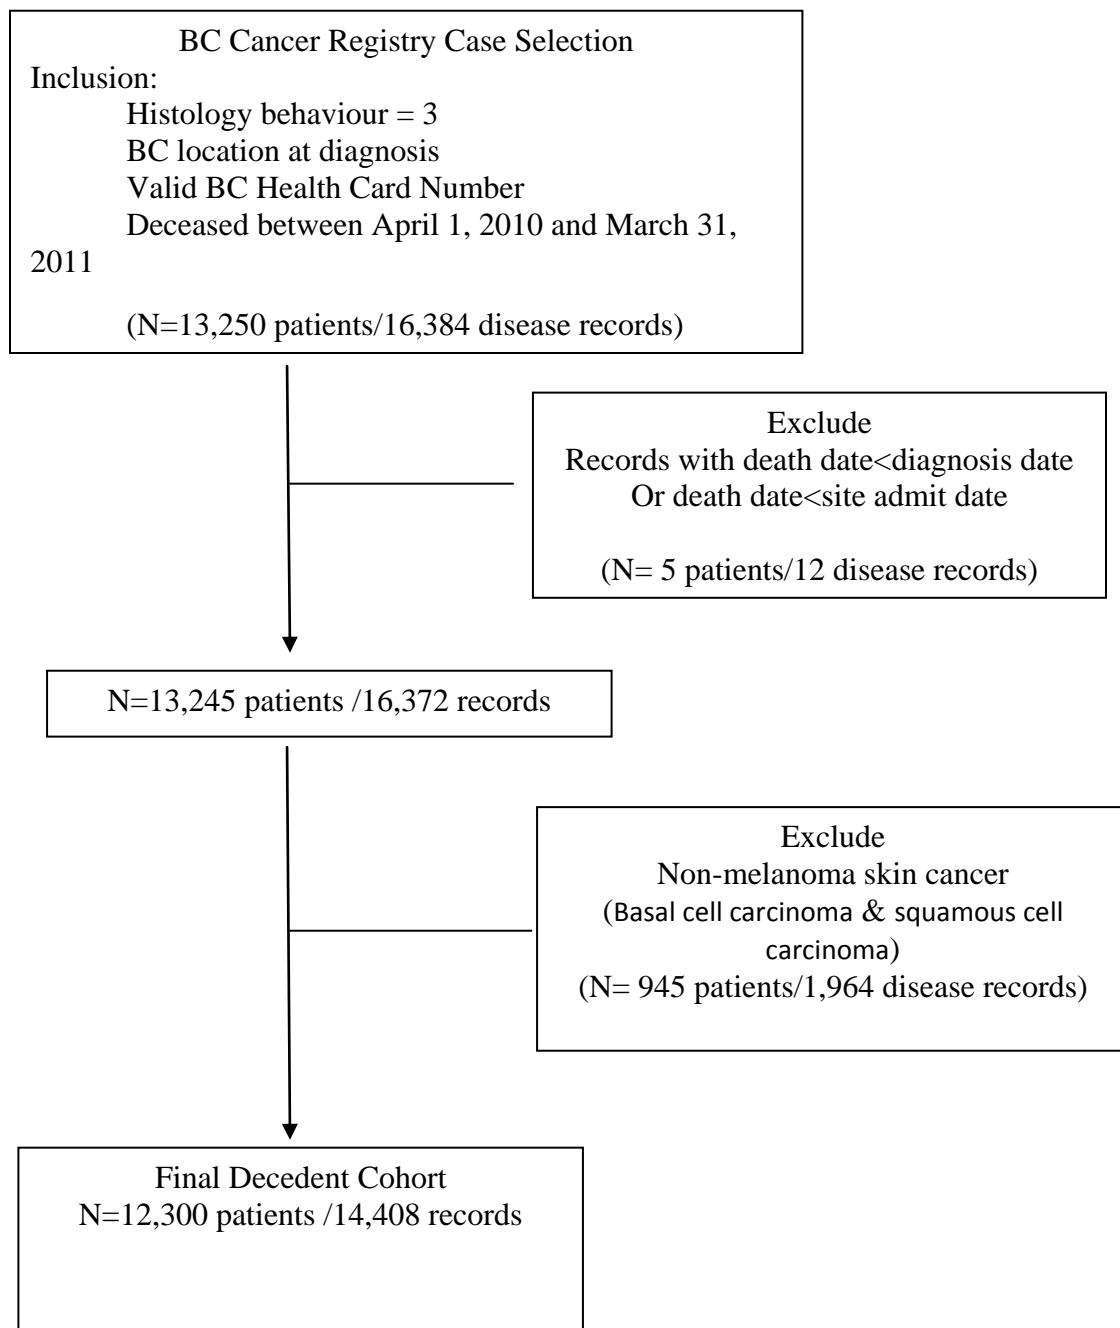 BC Cancer Registry Case Selection
Inclusion:
Histology behaviour = 3
BC location at diagnosis
Valid BC Health Card Number
Deceased between April 1, 2010 and March 31,
2011
(N=13,250 patients/16,384 disease records)
Exclude
Records with death date<diagnosis date
Or death date<site admit date
(N= 5 patients/12 disease records)
N=13,245 patients /16,372 records
Exclude
Non-melanoma skin cancer
(Basal cell carcinoma & squamous cell
carcinoma)
(N= 945 patients/1,964 disease records)
Final Decedent Cohort
N=12,300 patients /14,408 records